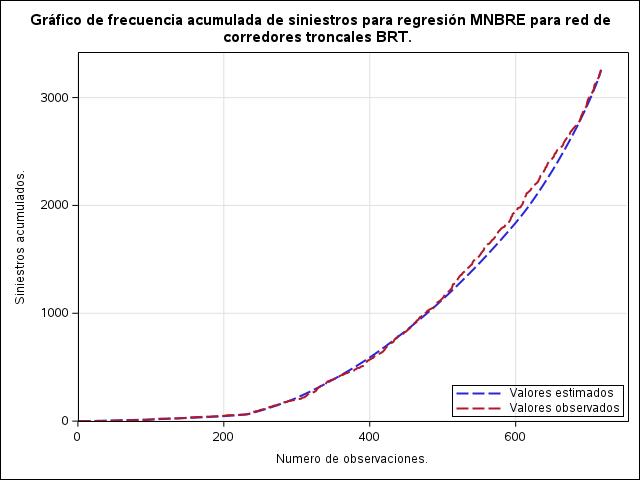 Gráfico de frecuencia acumulada de siniestros para regresión MNBRE para red de
corredores troncales BRT.
3000
2000
1000
0
Siniestros acumulados.
0
200
400
600
Numero de observaciones.
Valores estimados
Valores observados